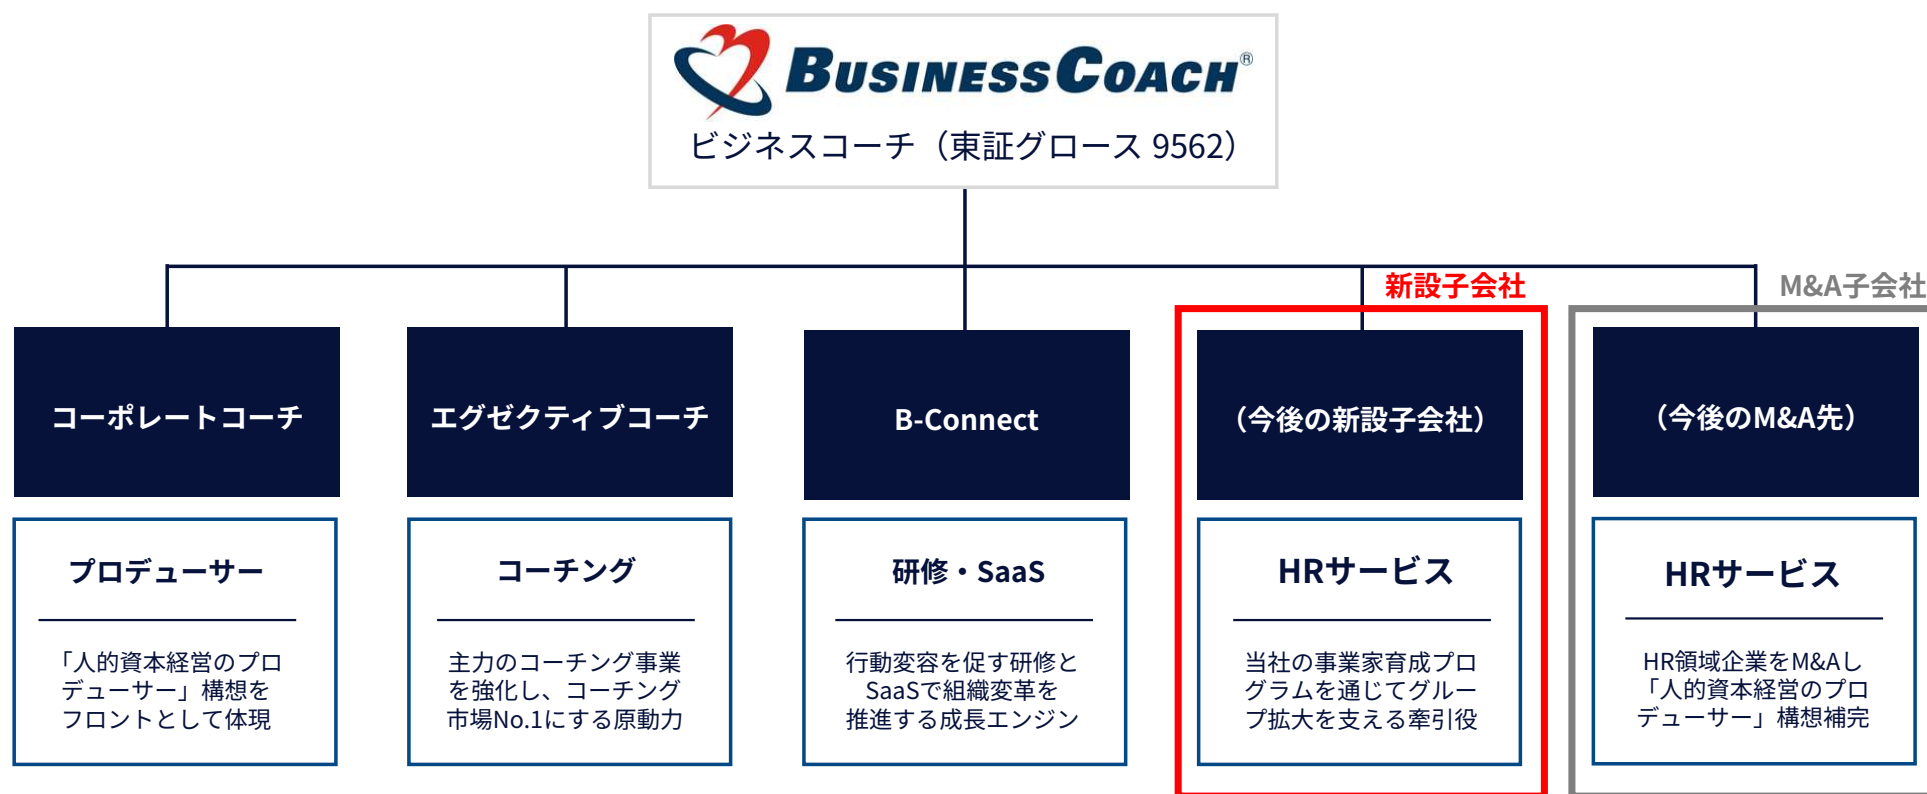 BUSINESSCOACH®
ビジネスコーチ（東証グロース 9562）
新設子会社
M&A子会社
コーポレートコーチ
エグゼクティブコーチ
B-Connect
（今後の新設子会社）
（今後のM&A先）
プロデューサー
「人的資本経営のプロ
デューサー」構想を
フロントとして体現
コーチング
主力のコーチング事業
を強化し、コーチング
市場No.1にする原動力
研修・SaaS
行動変容を促す研修と
SaaSで組織変革を
推進する成長エンジン
HRサービス
当社の事業家育成プロ
グラムを通じてグルー
プ拡大を支える牽引役
HRサービス
HR領域企業をM&Aし
「人的資本経営のプロ
デューサー」構想補完